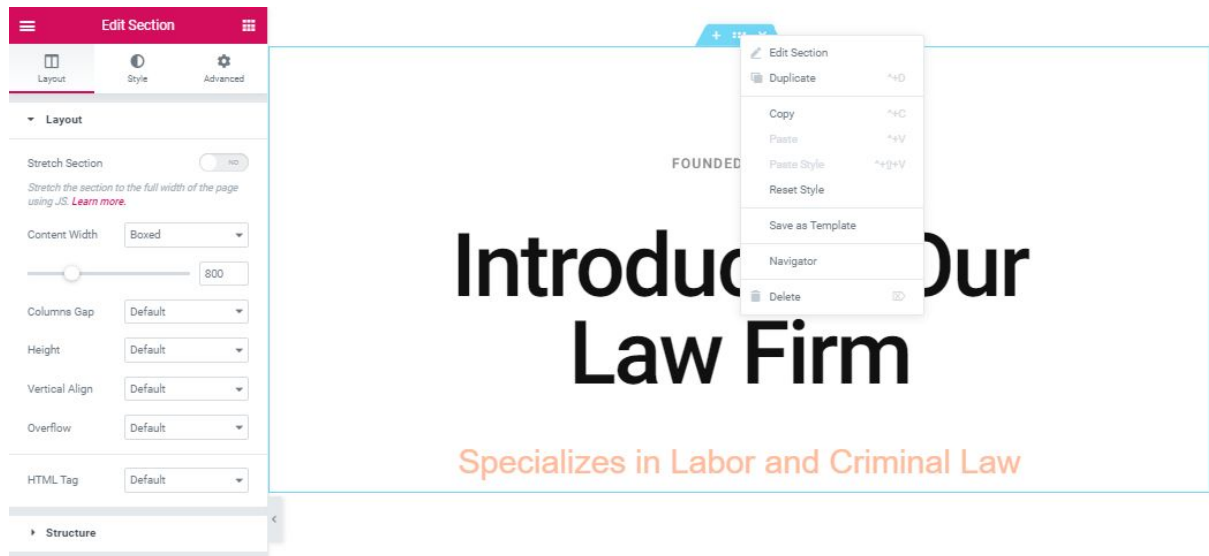 Edit Section
Layout
Style
Advanced
Layout
Stretch Section
NO
Stretch the section to the full width of the page
using JS. Learn more.
Content Width
Boxed
800
Columns Gap
Default
Height
Default
Vertical Align
Default
Overflow
Default
HTML Tag
Default
Structure
Edit Section
Duplicate ^+D
Copy ^+C
Paste ^+V
Paste Style ^+⇧+V
Reset Style
Save as Template
Navigator
Delete ⌦
FOUNDED
Introduc Our
Law Firm
Specializes in Labor and Criminal Law